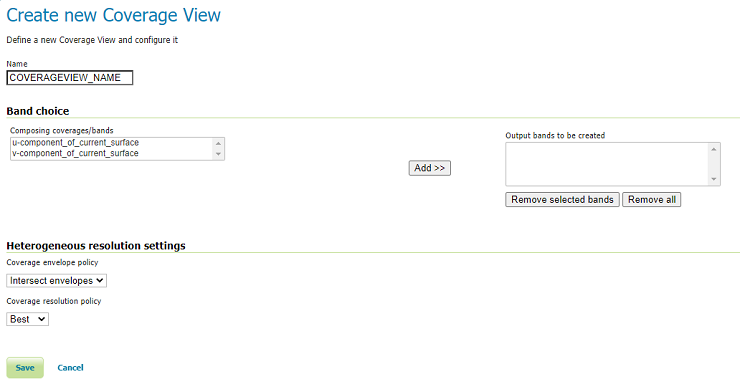 Create new Coverage View
Define a new Coverage View and configure it
Name
COVERAGEVIEW_NAME
Band choice
Composing coverages/bands
u-component_of_current_surface
v-component_of_current_surface
Add >>
Output bands to be created
Remove selected bands
Remove all
Heterogeneous resolution settings
Coverage envelope policy
Intersect envelopes
Coverage resolution policy
Best
Save
Cancel